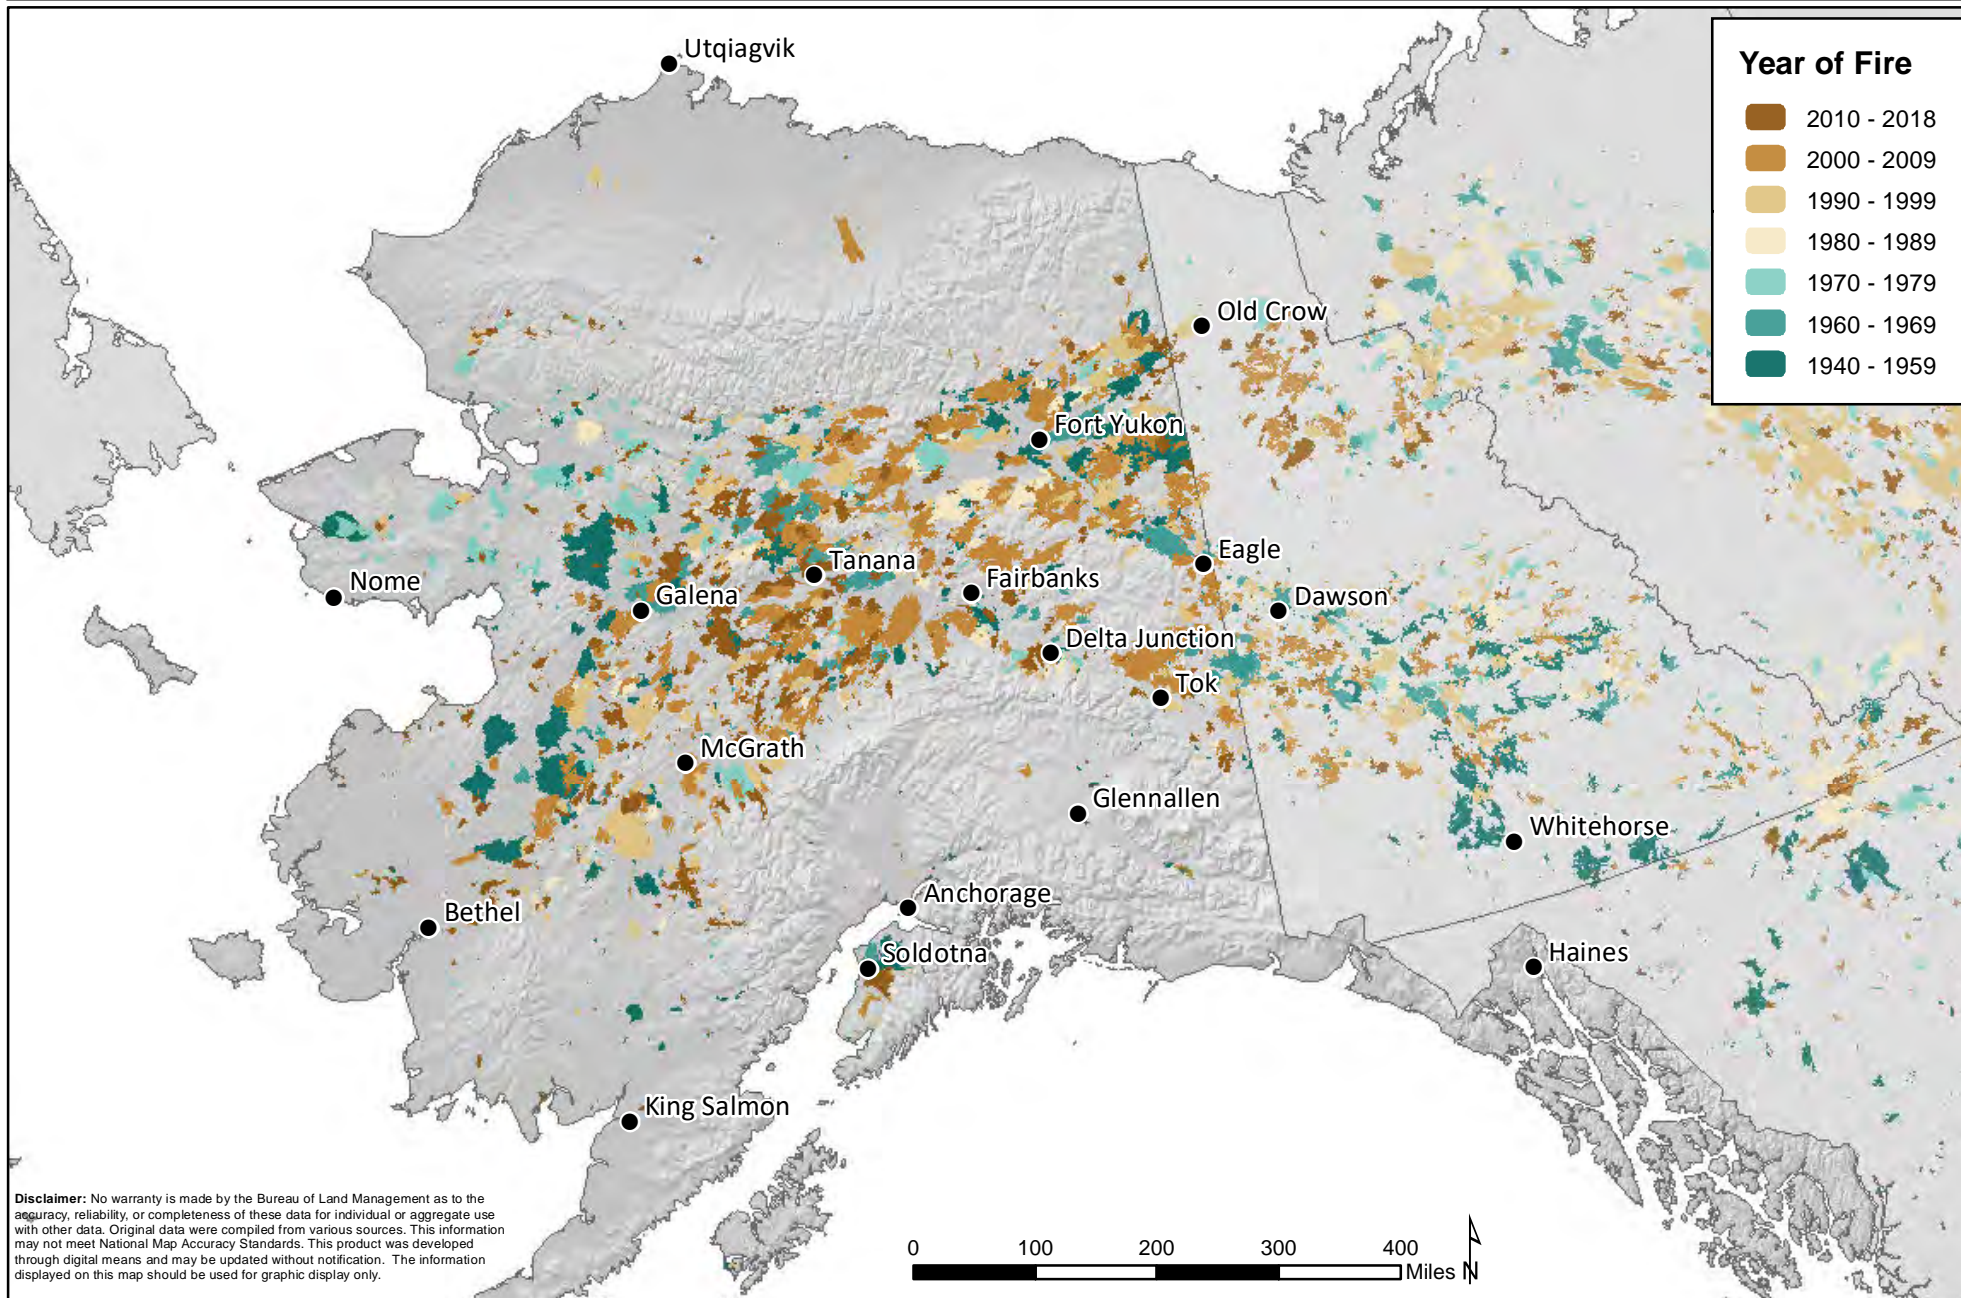 Utqiagvik
Year of Fire
2010 - 2018
2000 - 2009
1990 - 1999
1980 - 1989
1970 - 1979
1960 - 1969
1940 - 1959
Old Crow
Fort Yukon
Eagle
Tanana
Fairbanks
Nome
Galena
Dawson
Delta Junction
Tok
McGrath
Glennallen
Whitehorse
Anchorage
Bethel
Soldotna
Haines
King Salmon
Disclaimer: No warranty is made by the Bureau of Land Management as to the
accuracy, reliability, or completeness of these data for individual or aggregate use
with other data. Original data were compiled from various sources. This information
may not meet National Map Accuracy Standards. This product was developed
through digital means and may be updated without notification. The information
displayed on this map should be used for graphic display only.
0 100 200 300 400
Miles N